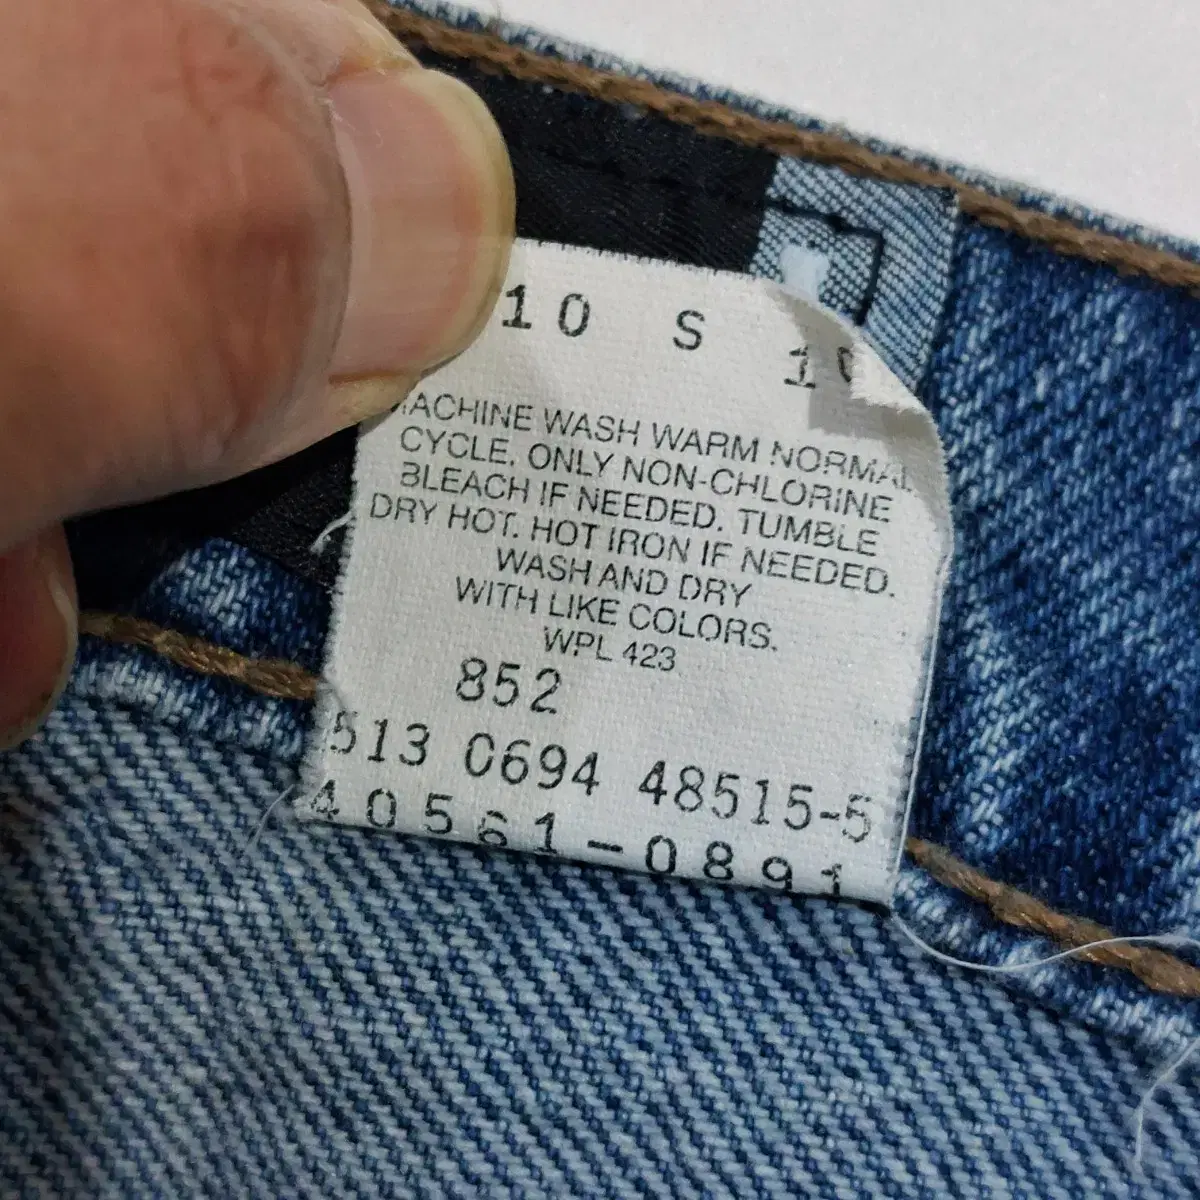 10 S 10
MACHINE WASH WARM NORMAL
CYCLE. ONLY NON-CHLORINE
BLEACH IF NEEDED. TUMBLE
DRY HOT. HOT IRON IF NEEDED.
WASH AND DRY
WITH LIKE COLORS.
WPL 423
852
513 0694 48515-5
40561-0891